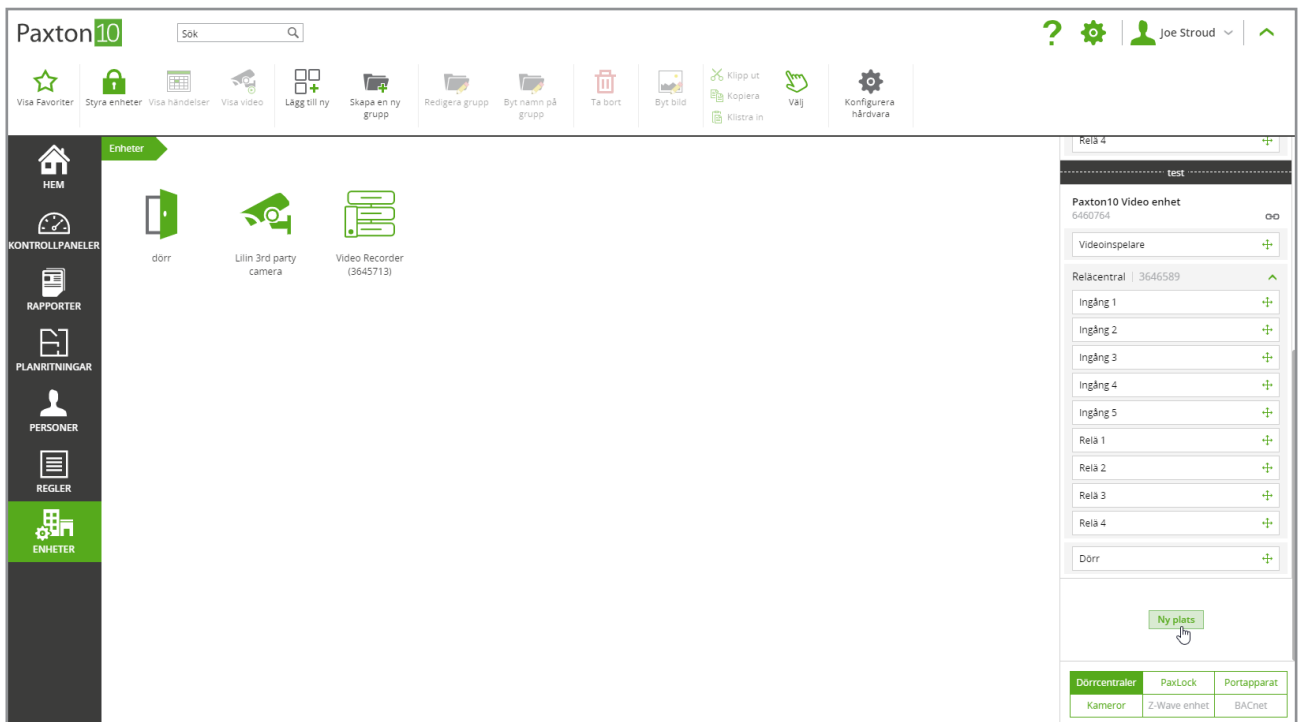 Paxton10
Sök
?
Joe Stroud
Visa Favoriter
Styra enheter
Visa händelser
Visa video
Lägg till ny
Skapa en ny
grupp
Redigera grupp
Byt namn på
grupp
Ta bort
Byt bild
Klipp ut
Kopiera
Klistra in
Välj
Konfigurera
hårdvara
HEM
KONTROLLPANELER
RAPPORTER
PLANRITNINGAR
PERSONER
REGLER
ENHETER
Enheter
dörr
Lilin 3rd party
camera
Video Recorder
(3645713)
Relä 4
test
Paxton10 Video enhet
6460764
Videoinspelare
Reläcentral | 3646589
Ingång 1
Ingång 2
Ingång 3
Ingång 4
Ingång 5
Relä 1
Relä 2
Relä 3
Relä 4
Dörr
Ny plats
Dörrcentraler PaxLock Portapparat
Kameror Z-Wave enhet BACnet